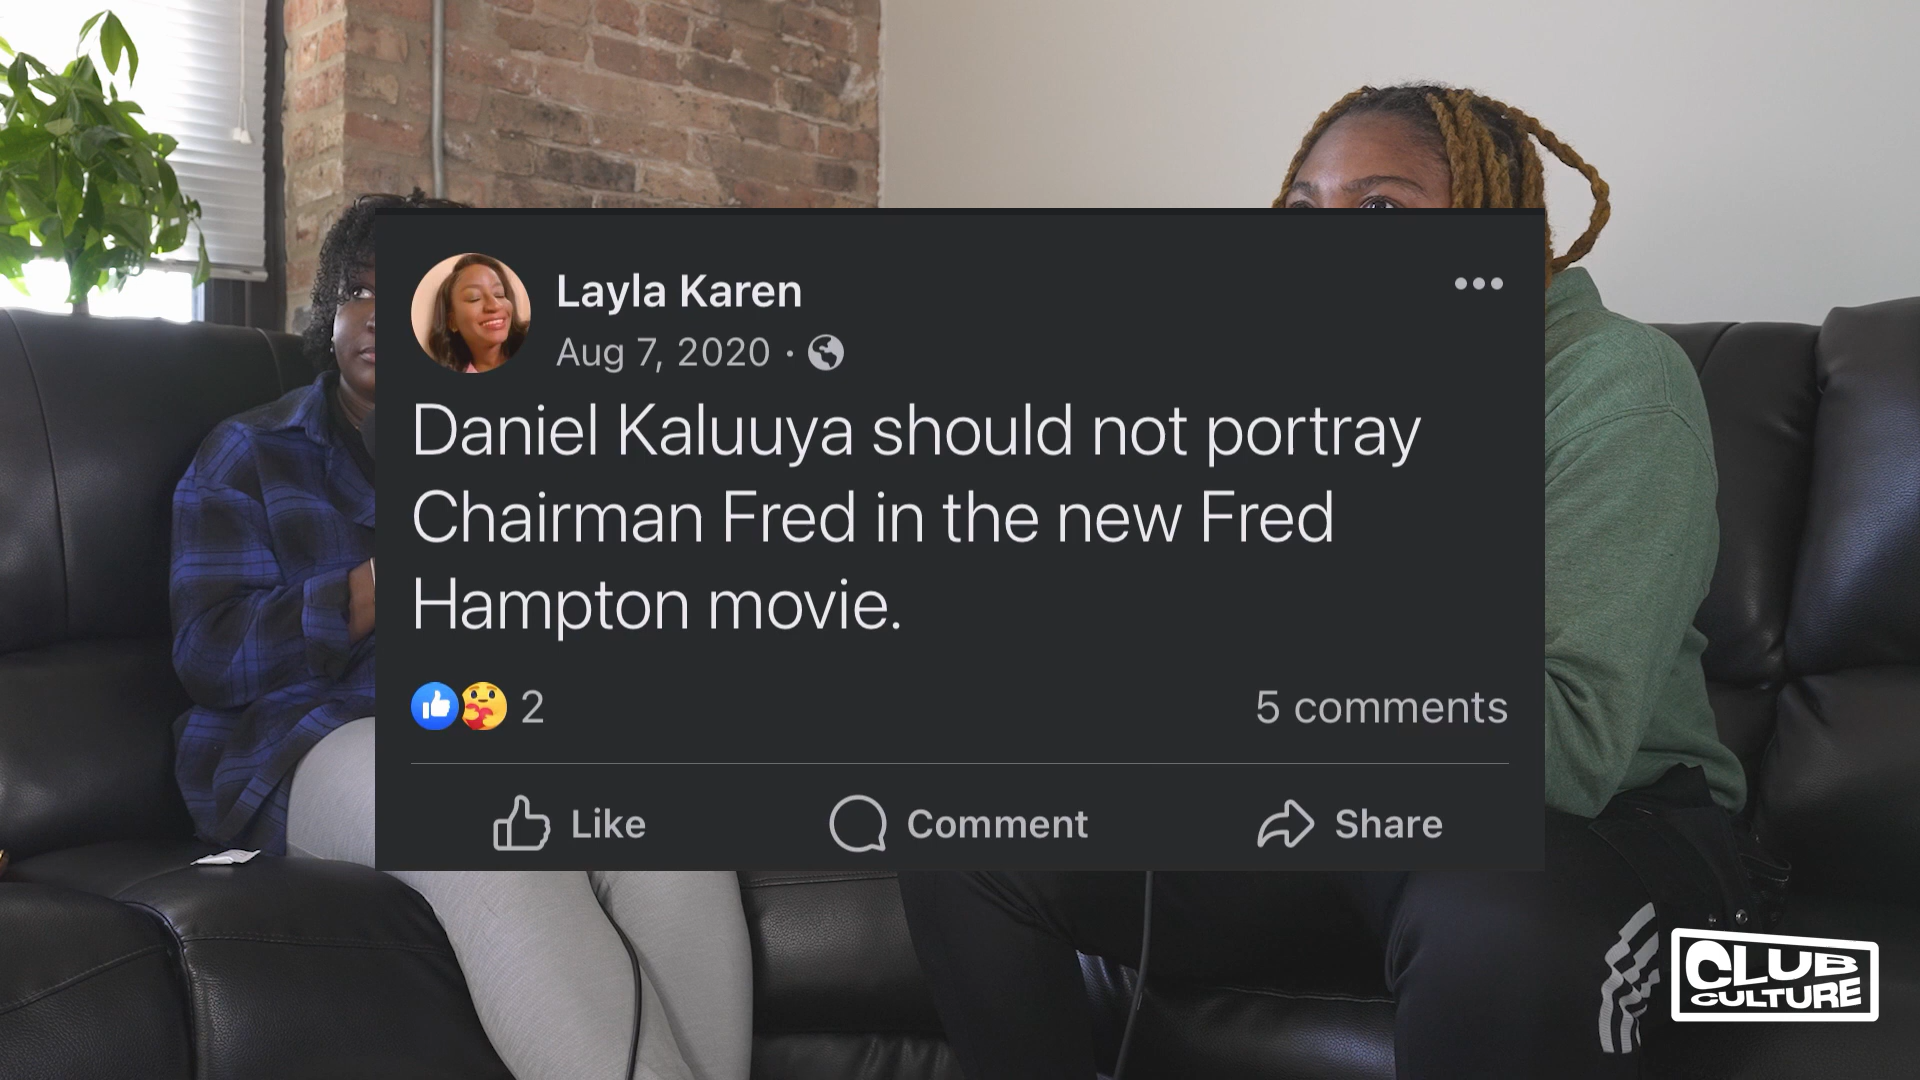 Layla Karen
Aug 7, 2020 ·
Daniel Kaluuya should not portray
Chairman Fred in the new Fred
Hampton movie.
2
5 comments
Like
Comment
Share
CLUB
CULTURE